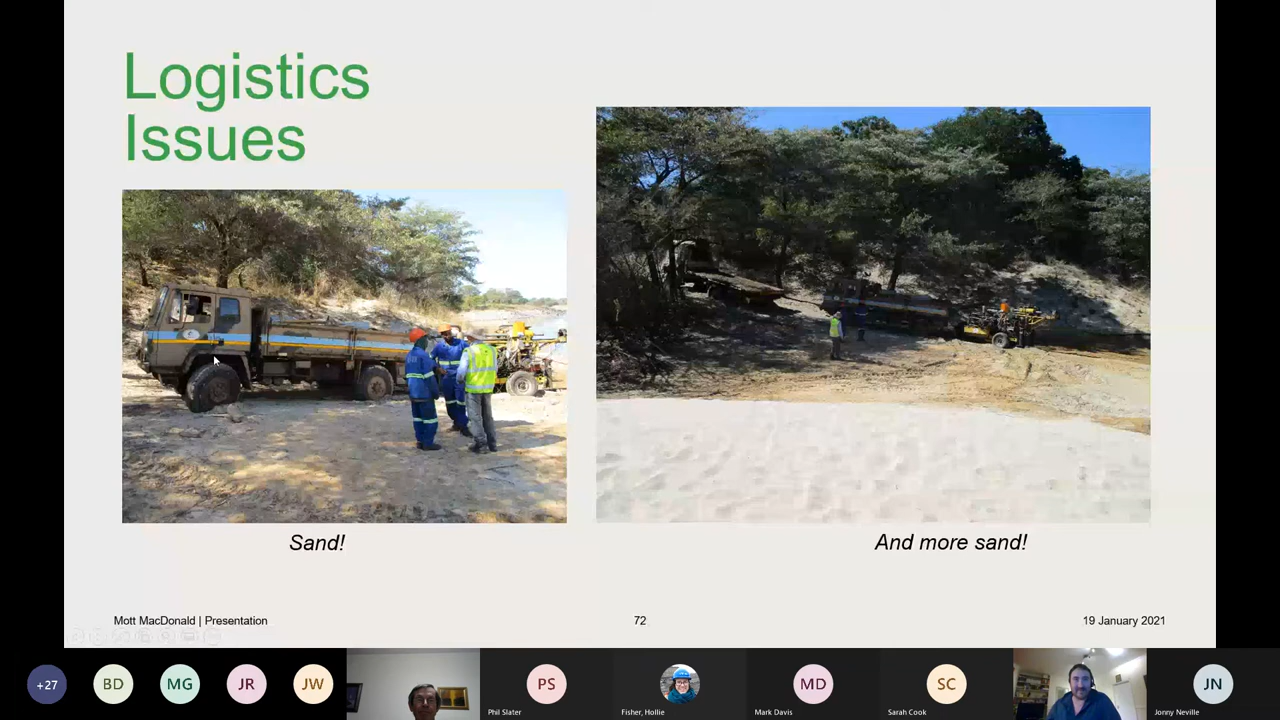 Logistics
Issues
Sand!
And more sand!
Mott MacDonald | Presentation
72
19 January 2021
+27
BD
MG
JR
JW
PS
Phil Slater
Fisher, Hollie
MD
Mark Davis
SC
Sarah Cook
JN
Jonny Neville